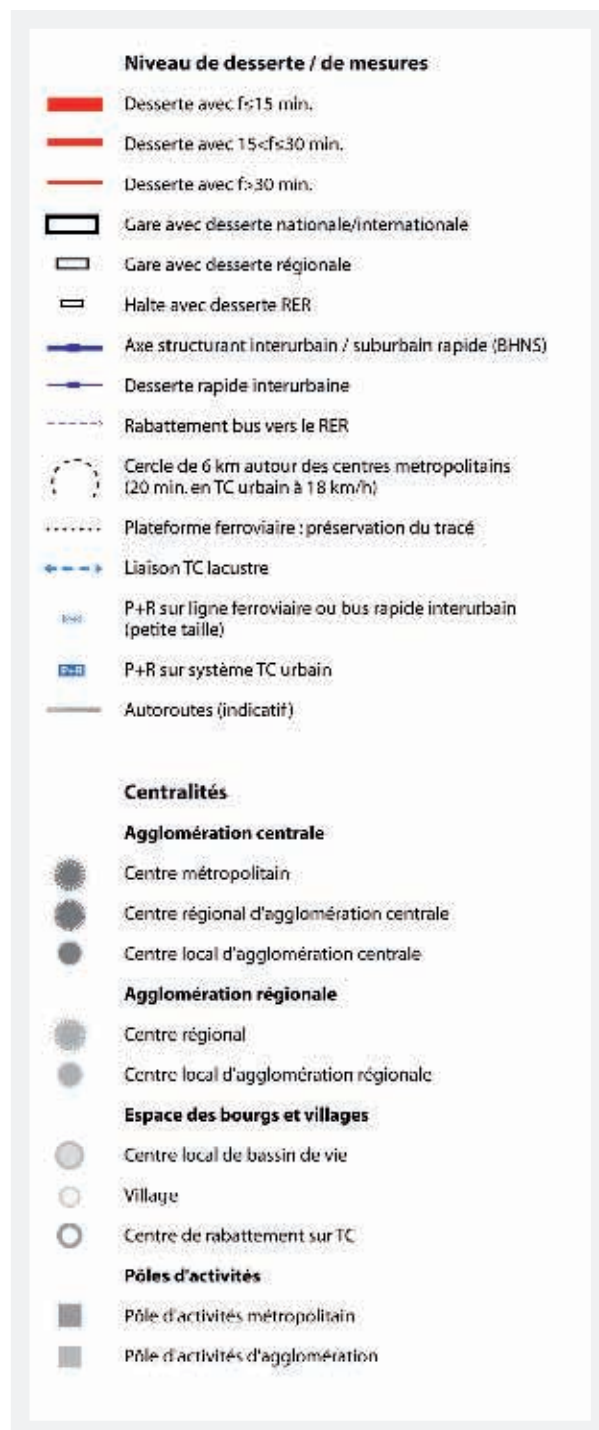 Niveau de desserte / de mesures
Desserte avec f≤15 min.
Desserte avec 15<f≤30 min.
Desserte avec f>30 min.
Gare avec desserte nationale/internationale
Gare avec desserte régionale
Halte avec desserte RER
Axe structurant interurbain / suburbain rapide (BHNS)
Desserte rapide interurbaine
Rabattement bus vers le RER
Cercle de 6 km autour des centres metropolitains
(20 min. en TC urbain à 18 km/h)
Plateforme ferroviaire : préservation du tracé
Liaison TC lacustre
P+R sur ligne ferroviaire ou bus rapide interurbain
(petite taille)
P+R P+R sur système TC urbain
Autoroutes (indicatif)
Centralités
Agglomération centrale
Centre métropolitain
Centre régional d'agglomération centrale
Centre local d'agglomération centrale
Agglomération régionale
Centre régional
Centre local d'agglomération régionale
Espace des bourgs et villages
Centre local de bassin de vie
Village
Centre de rabattement sur TC
Pôles d'activités
Pôle d'activités métropolitain
Pôle d'activités d'agglomération